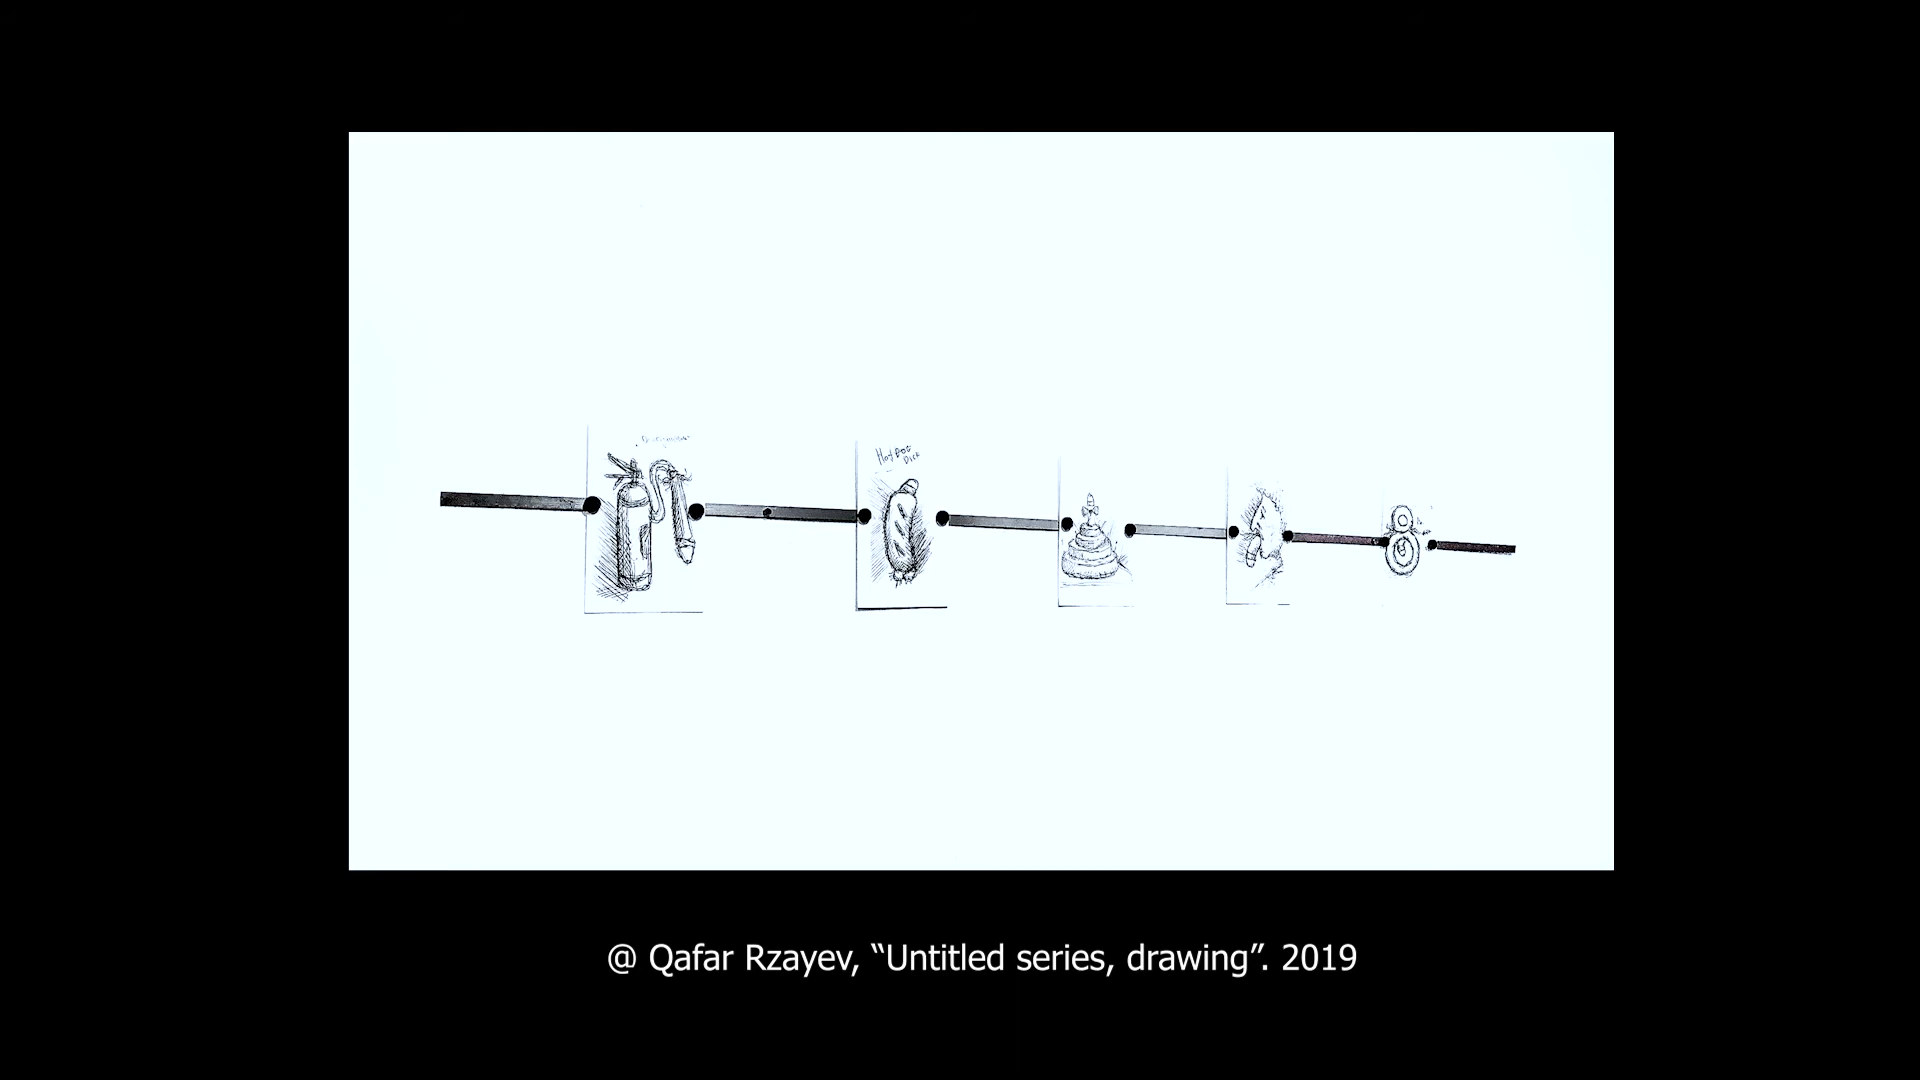 Hot DOG
Dick
@ Qafar Rzayev, “Untitled series, drawing”. 2019